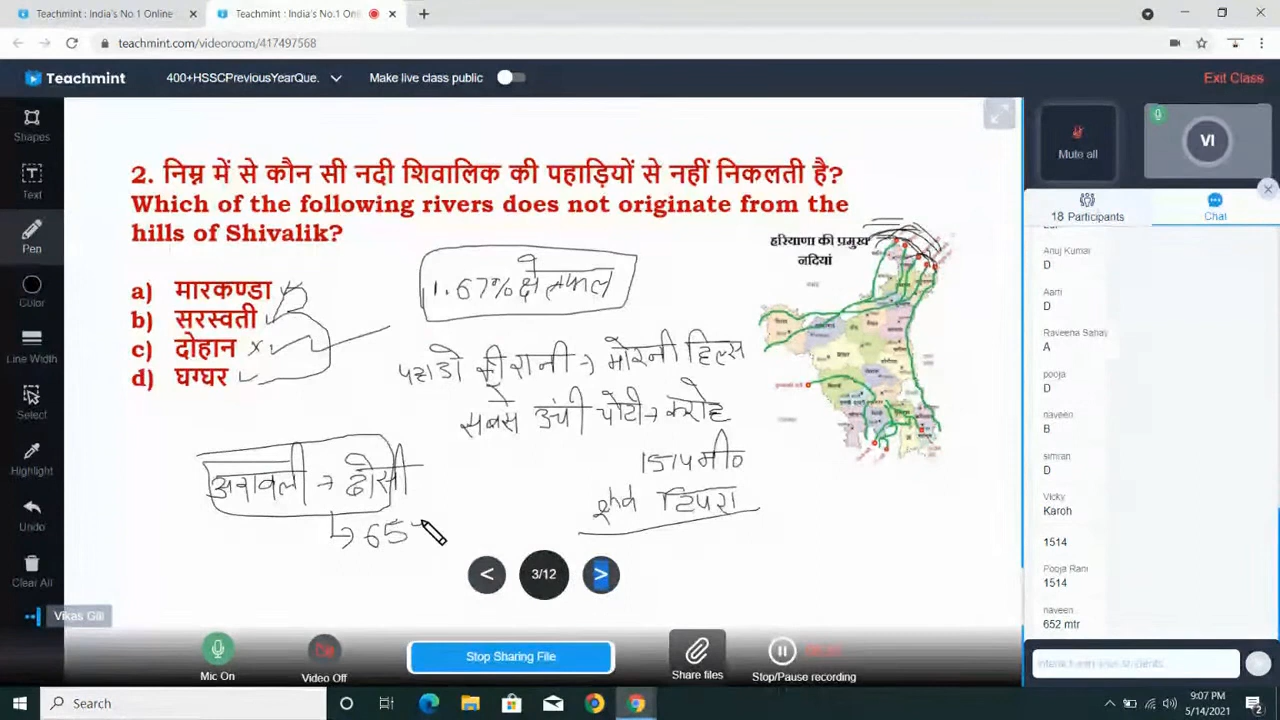 Teachmint : India's No.1 Online
Teachmint : India's No.1 Onl
teachmint.com/videoroom/417497568
Teachmint
400+HSSCPreviousYearQue.
Make live class public
Exit Class
Shapes
Text
Pen
Color
Line Width
Select
Highlight
Undo
Clear All
Vikas Gill
2. निम्न में से कौन सी नदी शिवालिक की पहाड़ियों से नहीं निकलती है?
Which of the following rivers does not originate from the
hills of Shivalik?
a) मारकण्डा
b) सरस्वती
c) दोहान
d) घग्घर
1.67% क्षेत्रफल
हरियाणा की प्रमुख
नदियां
पहाडो की रानी → मोरनी हिल्स
सबसे उंची चोटी → करोह
1514 मी०
अरावली → ढोसी
↳ 65
टिपरा
3/12
Mic On
Video Off
Stop Sharing File
Share files
Stop/Pause recording
Mute all
VI
18 Participants
Chat
Anuj Kumar
D
Aarti
D
Raveena Sahay
A
pooja
D
naveen
B
simran
D
Vicky
Karoh
1514
Pooja Rani
1514
naveen
652 mtr
Search
9:07 PM
5/14/2021
2